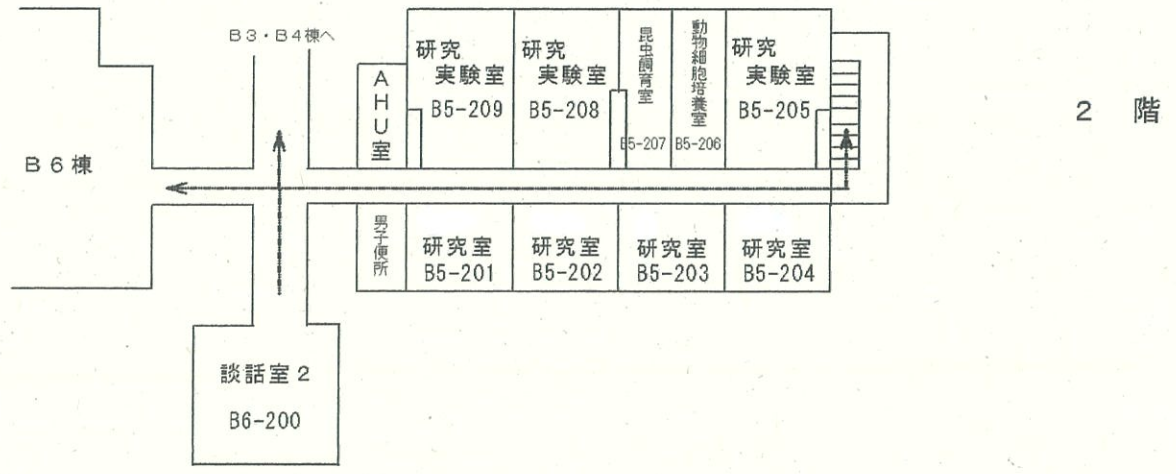 B3・B4棟へ
2 階
B6棟
AHU室
研究
実験室
B5-209
研究
実験室
B5-208
昆虫飼育室
B5-207
動物細胞培養室
B5-206
研究
実験室
B5-205
男子便所
研究室
B5-201
研究室
B5-202
研究室
B5-203
研究室
B5-204
談話室2
B6-200